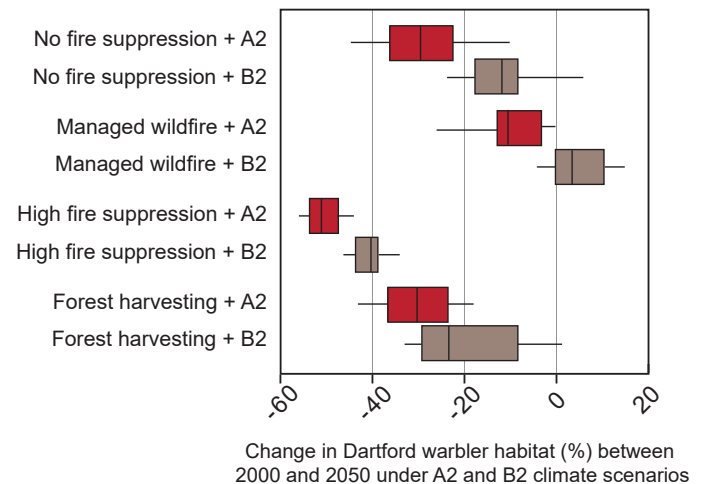 No fire suppression + A2
No fire suppression + B2
Managed wildfire + A2
Managed wildfire + B2
High fire suppression + A2
High fire suppression + B2
Forest harvesting + A2
Forest harvesting + B2
-60 -40 -20 0 20
Change in Dartford warbler habitat (%) between
2000 and 2050 under A2 and B2 climate scenarios